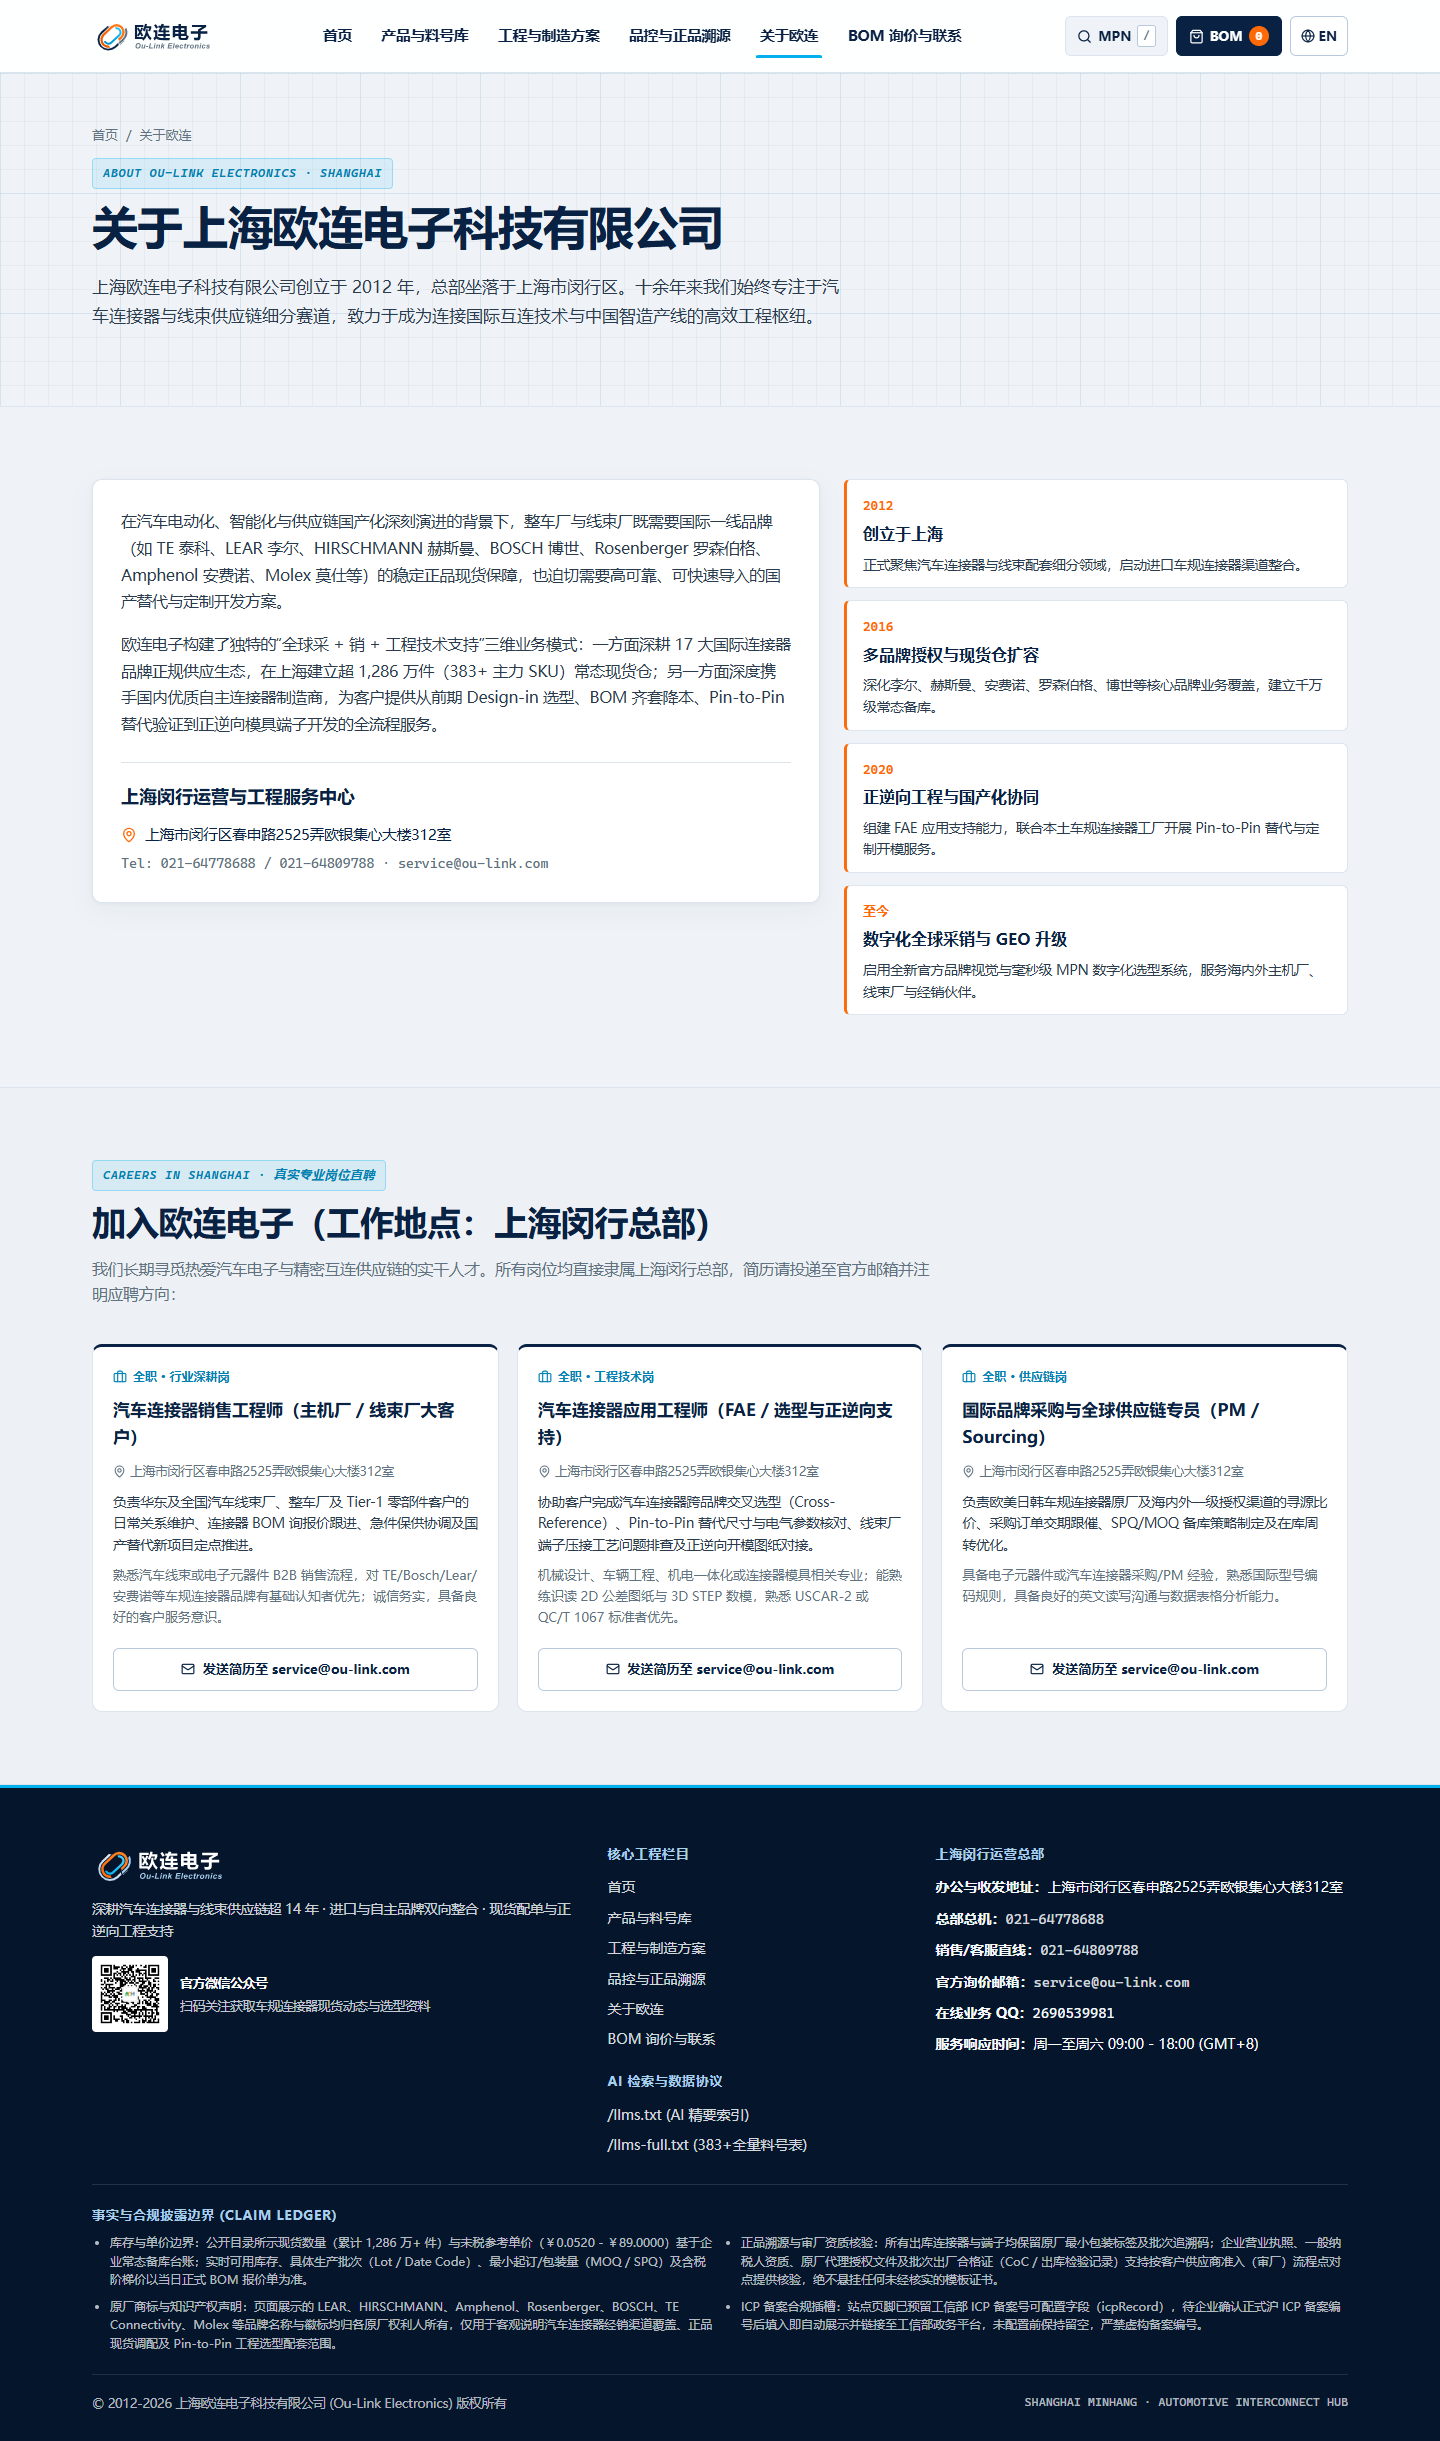 欧连电子
Ou-Link Electronics
首页
产品与料号库
工程与制造方案
品控与正品溯源
关于欧连
BOM 询价与联系
MPN /
BOM 0
EN
首页 / 关于欧连
ABOUT OU-LINK ELECTRONICS · SHANGHAI
关于上海欧连电子科技有限公司
上海欧连电子科技有限公司创立于 2012 年，总部坐落于上海市闵行区。十余年来我们始终专注于汽
车连接器与线束供应链细分赛道，致力于成为连接国际互连技术与中国智造产线的高效工程枢纽。
在汽车电动化、智能化与供应链国产化深刻演进的背景下，整车厂与线束厂既需要国际一线品牌
（如 TE 泰科、LEAR 李尔、HIRSCHMANN 赫斯曼、BOSCH 博世、Rosenberger 罗森伯格、
Amphenol 安费诺、Molex 莫仕等）的稳定正品现货保障，也迫切需要高可靠、可快速导入的国
产替代与定制开发方案。
欧连电子构建了独特的“全球采 + 销 + 工程技术支持”三维业务模式：一方面深耕 17 大国际连接器
品牌正规供应生态，在上海建立超 1,286 万件（383+ 主力 SKU）常态现货仓；另一方面深度携
手国内优质自主连接器制造商，为客户提供从前期 Design-in 选型、BOM 齐套降本、Pin-to-Pin
替代验证到正逆向模具端子开发的全流程服务。
上海闵行运营与工程服务中心
上海市闵行区春申路2525弄欧银集心大楼312室
Tel: 021-64778688 / 021-64809788 · service@ou-link.com
2012
创立于上海
正式聚焦汽车连接器与线束配套细分领域，启动进口车规连接器渠道整合。
2016
多品牌授权与现货仓扩容
深化李尔、赫斯曼、安费诺、罗森伯格、博世等核心品牌业务覆盖，建立千万
级常态备库。
2020
正逆向工程与国产化协同
组建 FAE 应用支持能力，联合本土车规连接器工厂开展 Pin-to-Pin 替代与定
制开模服务。
至今
数字化全球采销与 GEO 升级
启用全新官方品牌视觉与毫秒级 MPN 数字化选型系统，服务海内外主机厂、
线束厂与经销伙伴。
CAREERS IN SHANGHAI · 真实专业岗位直聘
加入欧连电子（工作地点：上海闵行总部）
我们长期寻觅热爱汽车电子与精密互连供应链的实干人才。所有岗位均直接隶属上海闵行总部，简历请投递至官方邮箱并注
明应聘方向：
全职 • 行业深耕岗
汽车连接器销售工程师（主机厂 / 线束厂大客
户）
上海市闵行区春申路2525弄欧银集心大楼312室
负责华东及全国汽车线束厂、整车厂及 Tier-1 零部件客户的
日常关系维护、连接器 BOM 询报价跟进、急件保供协调及国
产替代新项目定点推进。
熟悉汽车线束或电子元器件 B2B 销售流程，对 TE/Bosch/Lear/
安费诺等车规连接器品牌有基础认知者优先；诚信务实，具备良
好的客户服务意识。
发送简历至 service@ou-link.com
全职 • 工程技术岗
汽车连接器应用工程师（FAE / 选型与正逆向支
持）
上海市闵行区春申路2525弄欧银集心大楼312室
协助客户完成汽车连接器跨品牌交叉选型（Cross-
Reference）、Pin-to-Pin 替代尺寸与电气参数核对、线束厂
端子压接工艺问题排查及正逆向开模图纸对接。
机械设计、车辆工程、机电一体化或连接器模具相关专业；能熟
练识读 2D 公差图纸与 3D STEP 数模，熟悉 USCAR-2 或
QC/T 1067 标准者优先。
发送简历至 service@ou-link.com
全职 • 供应链岗
国际品牌采购与全球供应链专员（PM /
Sourcing）
上海市闵行区春申路2525弄欧银集心大楼312室
负责欧美日韩车规连接器原厂及海内外一级授权渠道的寻源比
价、采购订单交期跟催、SPQ/MOQ 备库策略制定及在库周
转优化。
具备电子元器件或汽车连接器采购/PM 经验，熟悉国际型号编
码规则，具备良好的英文读写沟通与数据表格分析能力。
发送简历至 service@ou-link.com
欧连电子
Ou-Link Electronics
深耕汽车连接器与线束供应链超 14 年 · 进口与自主品牌双向整合 · 现货配单与正
逆向工程支持
官方微信公众号
扫码关注获取车规连接器现货动态与选型资料
核心工程栏目
首页
产品与料号库
工程与制造方案
品控与正品溯源
关于欧连
BOM 询价与联系
AI 检索与数据协议
/llms.txt (AI 精要索引)
/llms-full.txt (383+全量料号表)
上海闵行运营总部
办公与收发地址：上海市闵行区春申路2525弄欧银集心大楼312室
总部总机：021-64778688
销售/客服直线：021-64809788
官方询价邮箱：service@ou-link.com
在线业务 QQ：2690539981
服务响应时间：周一至周六 09:00 - 18:00 (GMT+8)
事实与合规披露边界 (CLAIM LEDGER)
• 库存与单价边界：公开目录所示现货数量（累计 1,286 万+ 件）与未税参考单价（￥0.0520 - ￥89.0000）基于企
业常态备库台账；实时可用库存、具体生产批次（Lot / Date Code）、最小起订/包装量（MOQ / SPQ）及含税
阶梯价以当日正式 BOM 报价单为准。
• 正品溯源与审厂资质核验：所有出库连接器与端子均保留原厂最小包装标签及批次追溯码；企业营业执照、一般纳
税人资质、原厂代理授权文件及批次出厂合格证（CoC / 出库检验记录）支持按客户供应商准入（审厂）流程点对
点提供核验，绝不悬挂任何未经核实的模板证书。
• 原厂商标与知识产权声明：页面展示的 LEAR、HIRSCHMANN、Amphenol、Rosenberger、BOSCH、TE
Connectivity、Molex 等品牌名称与徽标均归各原厂权利人所有，仅用于客观说明汽车连接器经销渠道覆盖、正品
现货调配及 Pin-to-Pin 工程选型配套范围。
• ICP 备案合规插槽：站点页脚已预留工信部 ICP 备案号可配置字段（icpRecord），待企业确认正式沪 ICP 备案编
号后填入即自动展示并链接至工信部政务平台，未配置前保持留空，严禁虚构备案编号。
© 2012-2026 上海欧连电子科技有限公司 (Ou-Link Electronics) 版权所有
SHANGHAI MINHANG · AUTOMOTIVE INTERCONNECT HUB